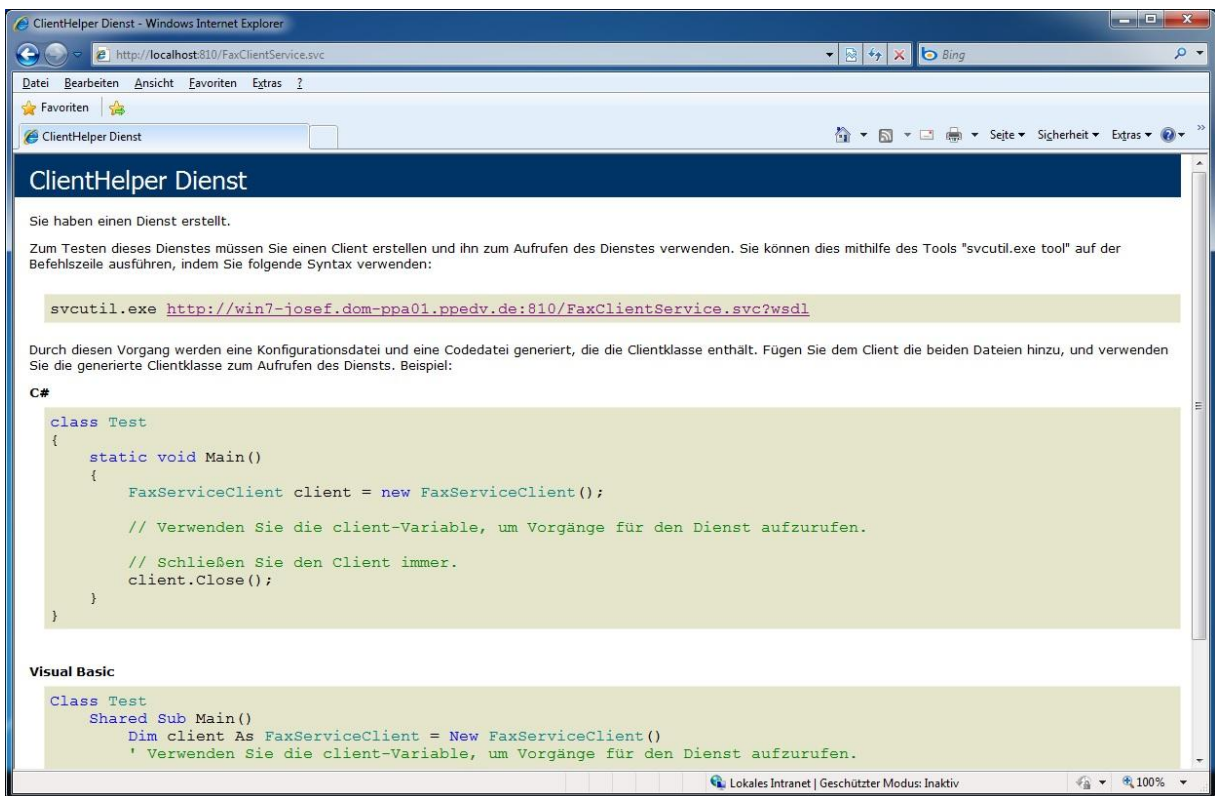 ClientHelper Dienst - Windows Internet Explorer
http://localhost:810/FaxClientService.svc
Bing
Datei Bearbeiten Ansicht Favoriten Extras ?
Favoriten
ClientHelper Dienst
Seite Sicherheit Extras
ClientHelper Dienst
Sie haben einen Dienst erstellt.
Zum Testen dieses Dienstes müssen Sie einen Client erstellen und ihn zum Aufrufen des Dienstes verwenden. Sie können dies mithilfe des Tools "svcutil.exe tool" auf der
Befehlszeile ausführen, indem Sie folgende Syntax verwenden:
svcutil.exe http://win7-josef.dom-ppa01.ppedv.de:810/FaxClientService.svc?wsdl
Durch diesen Vorgang werden eine Konfigurationsdatei und eine Codedatei generiert, die die Clientklasse enthält. Fügen Sie dem Client die beiden Dateien hinzu, und verwenden
Sie die generierte Clientklasse zum Aufrufen des Diensts. Beispiel:
C#
class Test
{
static void Main()
{
FaxServiceClient client = new FaxServiceClient();
// Verwenden Sie die client-Variable, um Vorgänge für den Dienst aufzurufen.
// Schließen Sie den Client immer.
client.Close();
}
}
Visual Basic
Class Test
Shared Sub Main()
Dim client As FaxServiceClient = New FaxServiceClient()
' Verwenden Sie die client-Variable, um Vorgänge für den Dienst aufzurufen.
Lokales Intranet | Geschützter Modus: Inaktiv
100%